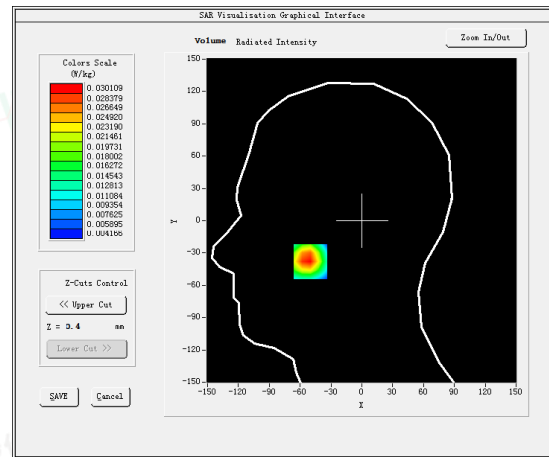 SAR Visualisation Graphical Interface
Volume Radiated Intensity
Zoom In/Out
Colors Scale
(W/kg)
0.030109
0.028379
0.026649
0.024920
0.023190
0.021461
0.019731
0.018002
0.016272
0.014543
0.012813
0.011084
0.009354
0.007625
0.005895
0.004166
Z-Cuts Control
<< Upper Cut
Z = 3.4 mm
Lower Cut >>
SAVE
Cancel
150
120
90
60
30
0
-30
-60
-90
-120
-150
Y
-150 -120 -90 -60 -30 0 30 60 90 120 150
X